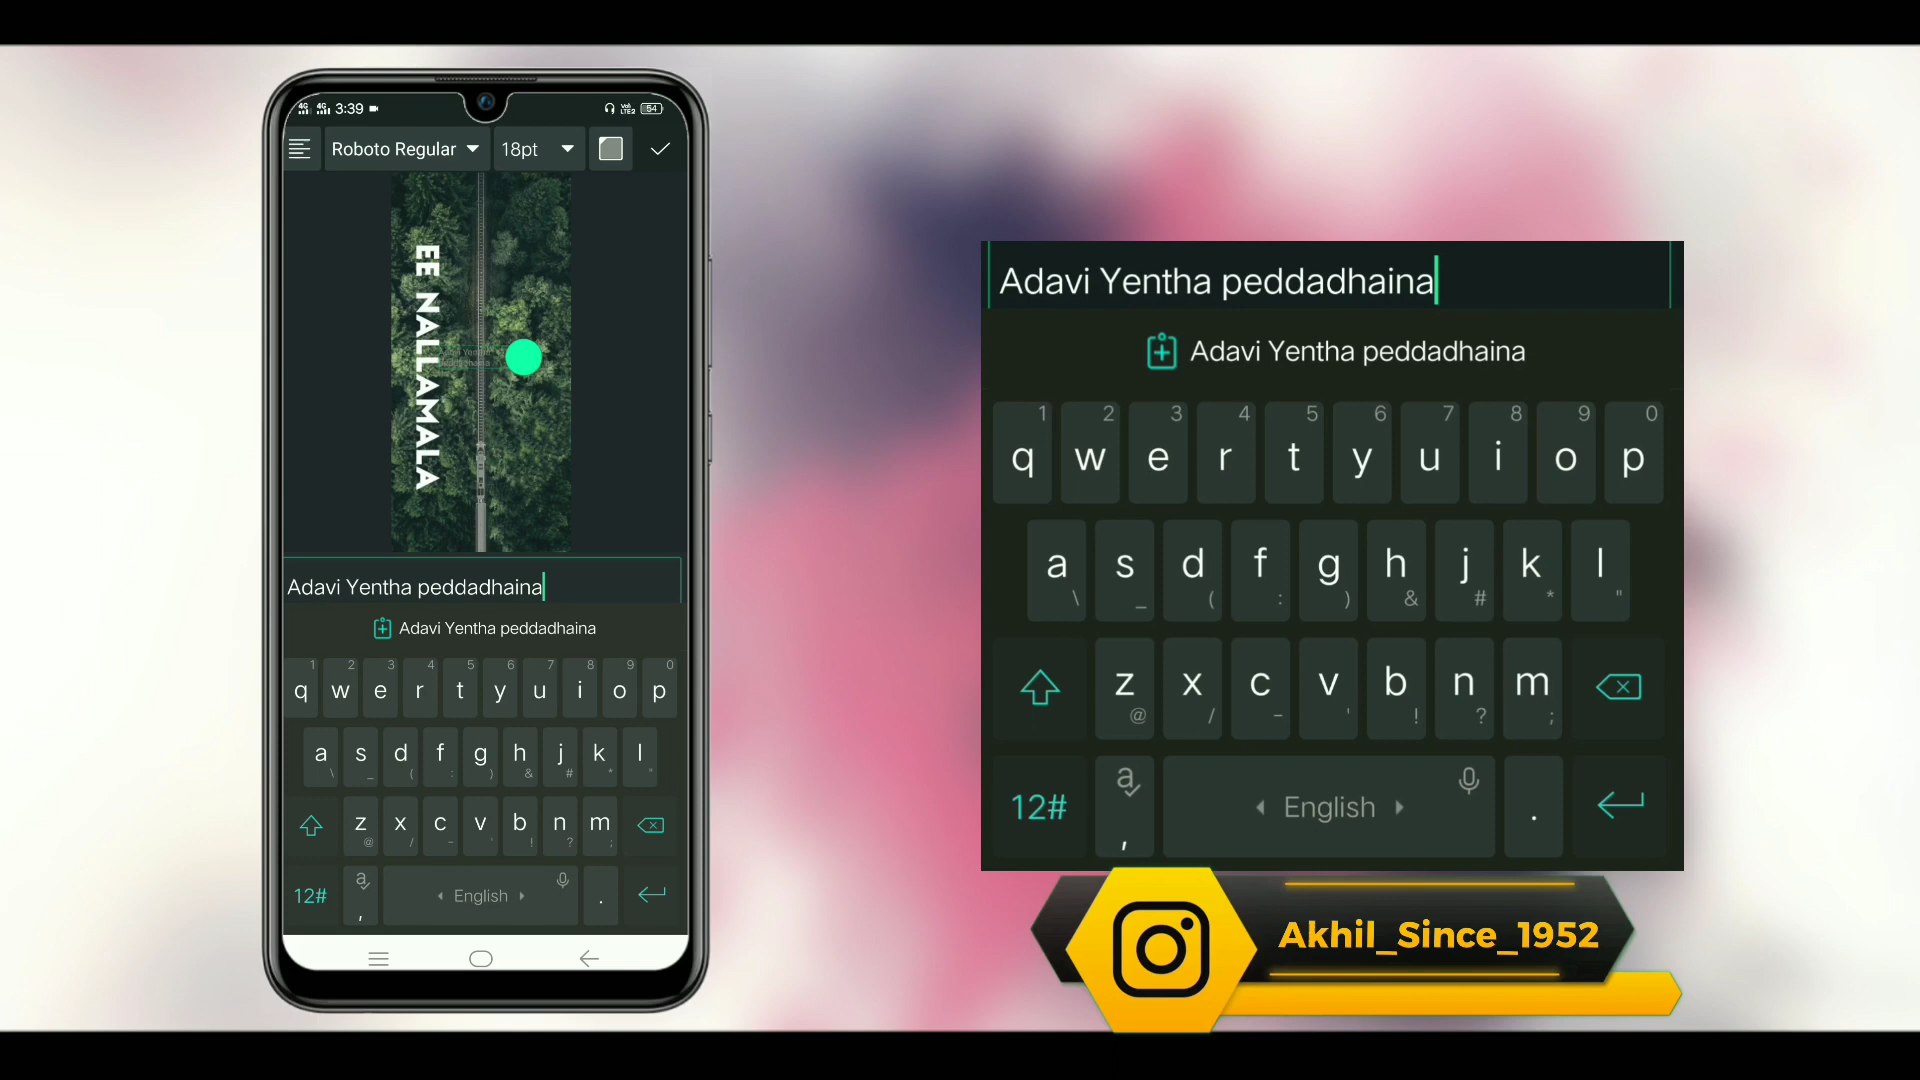 3:39
54
Roboto Regular
18pt
EE NALLAMALA
Adavi Yentha peddadhaina
Adavi Yentha peddadhaina
1 2 3 4 5 6 7 8 9 0
q w e r t y u i o p
a s d f g h j k l
\ _ ( : ) & # * "
z x c v b n m
@ / - ' ! ? ;
12# a , English .
Adavi Yentha peddadhaina
Adavi Yentha peddadhaina
1 2 3 4 5 6 7 8 9 0
q w e r t y u i o p
a s d f g h j k l
\ _ ( : ) & # * "
z x c v b n m
@ / - ' ! ? ;
12# a , English .
Akhil_Since_1952